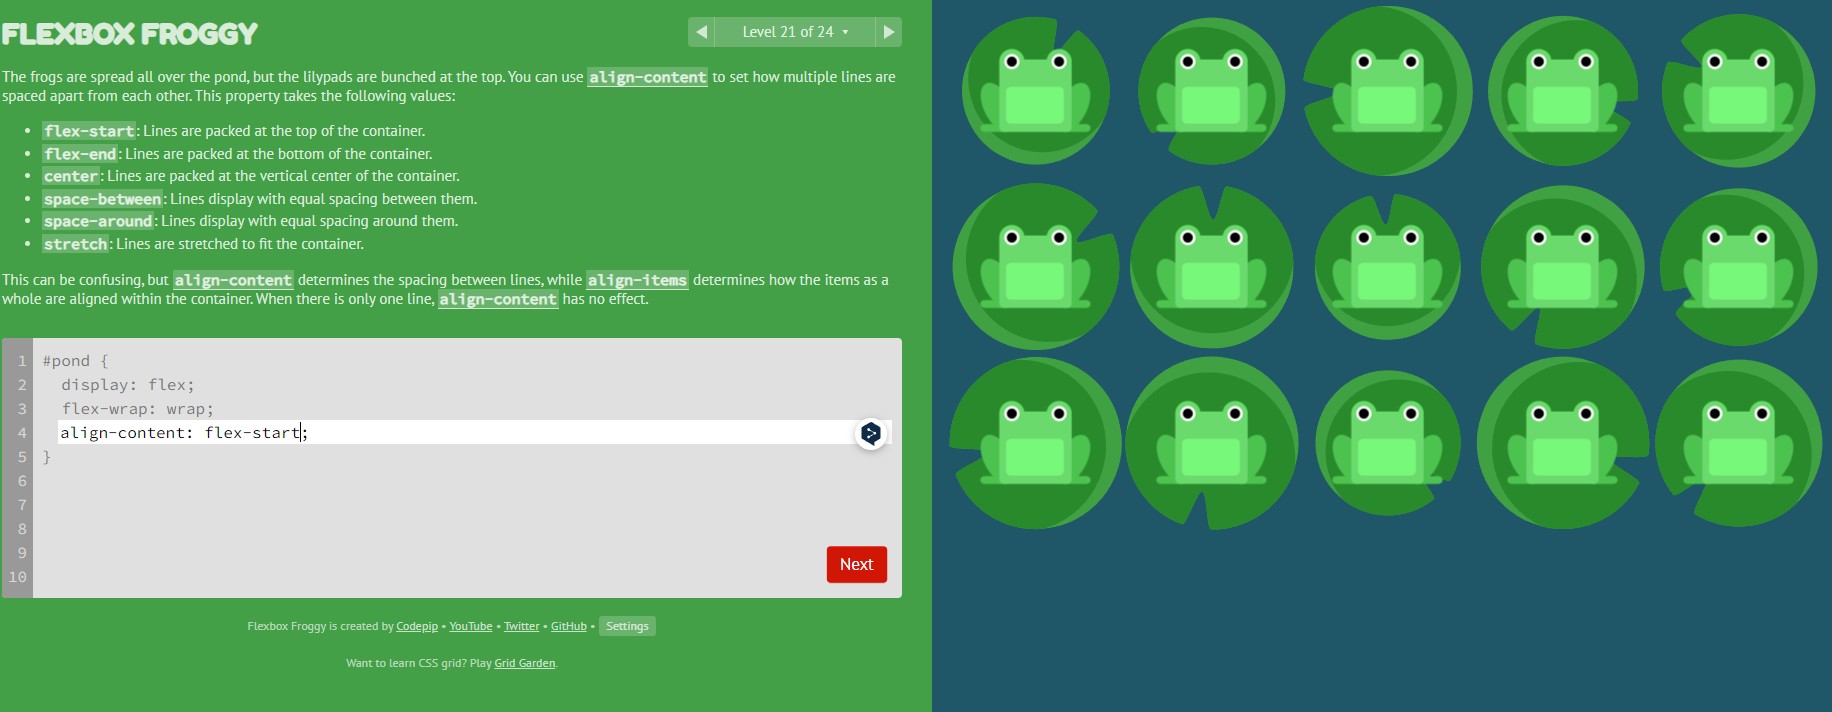 FLEXBOX FROGGY
Level 21 of 24
The frogs are spread all over the pond, but the lilypads are bunched at the top. You can use align-content to set how multiple lines are
spaced apart from each other. This property takes the following values:
• flex-start: Lines are packed at the top of the container.
• flex-end: Lines are packed at the bottom of the container.
• center: Lines are packed at the vertical center of the container.
• space-between: Lines display with equal spacing between them.
• space-around: Lines display with equal spacing around them.
• stretch: Lines are stretched to fit the container.
This can be confusing, but align-content determines the spacing between lines, while align-items determines how the items as a
whole are aligned within the container. When there is only one line, align-content has no effect.
1 #pond {
2 display: flex;
3 flex-wrap: wrap;
4 align-content: flex-start;
5 }
6
7
8
9
10
Next
Flexbox Froggy is created by Codepip • YouTube • Twitter • GitHub • Settings
Want to learn CSS grid? Play Grid Garden.